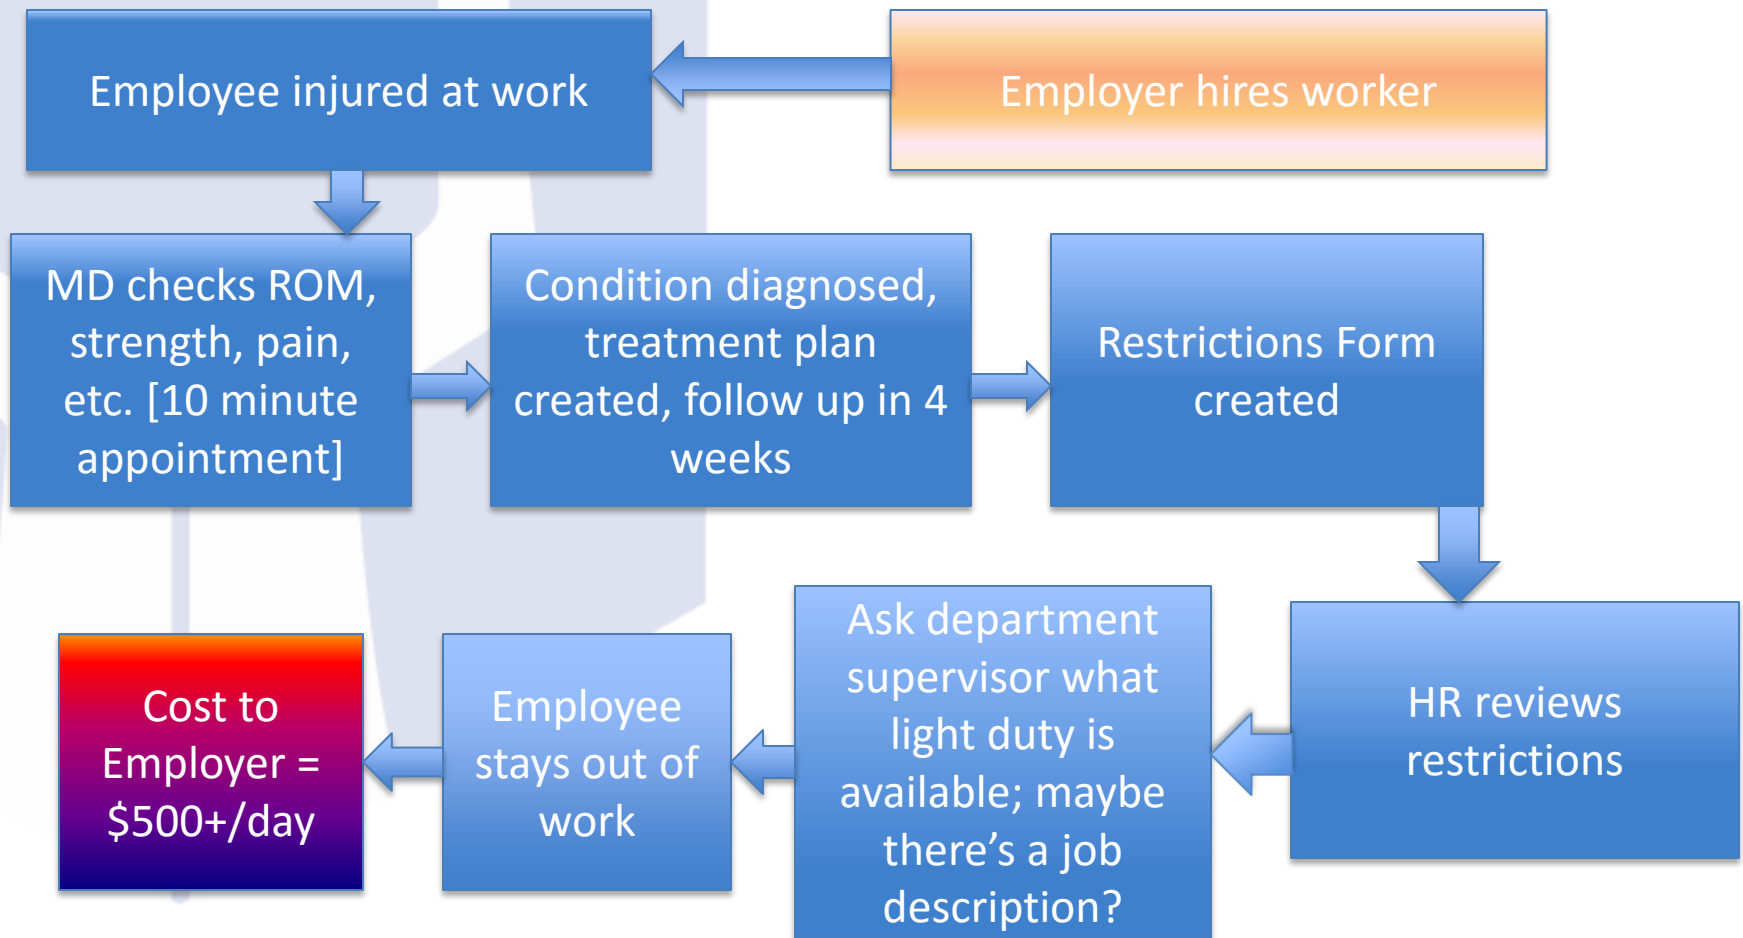 Employer hires worker
Employee injured at work
MD checks ROM,
strength, pain,
etc. [10 minute
appointment]
Condition diagnosed,
treatment plan
created, follow up in 4
weeks
Restrictions Form
created
HR reviews
restrictions
Ask department
supervisor what
light duty is
available; maybe
there’s a job
description?
Employee
stays out of
work
Cost to
Employer =
$500+/day